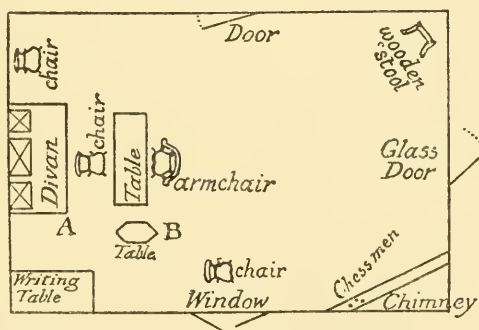 Door
wooden
stool
chair
chair
Divan
Table
armchair
Glass
Door
A
B
Table
chair
Chessmen
Writing
Table
Window
Chimney